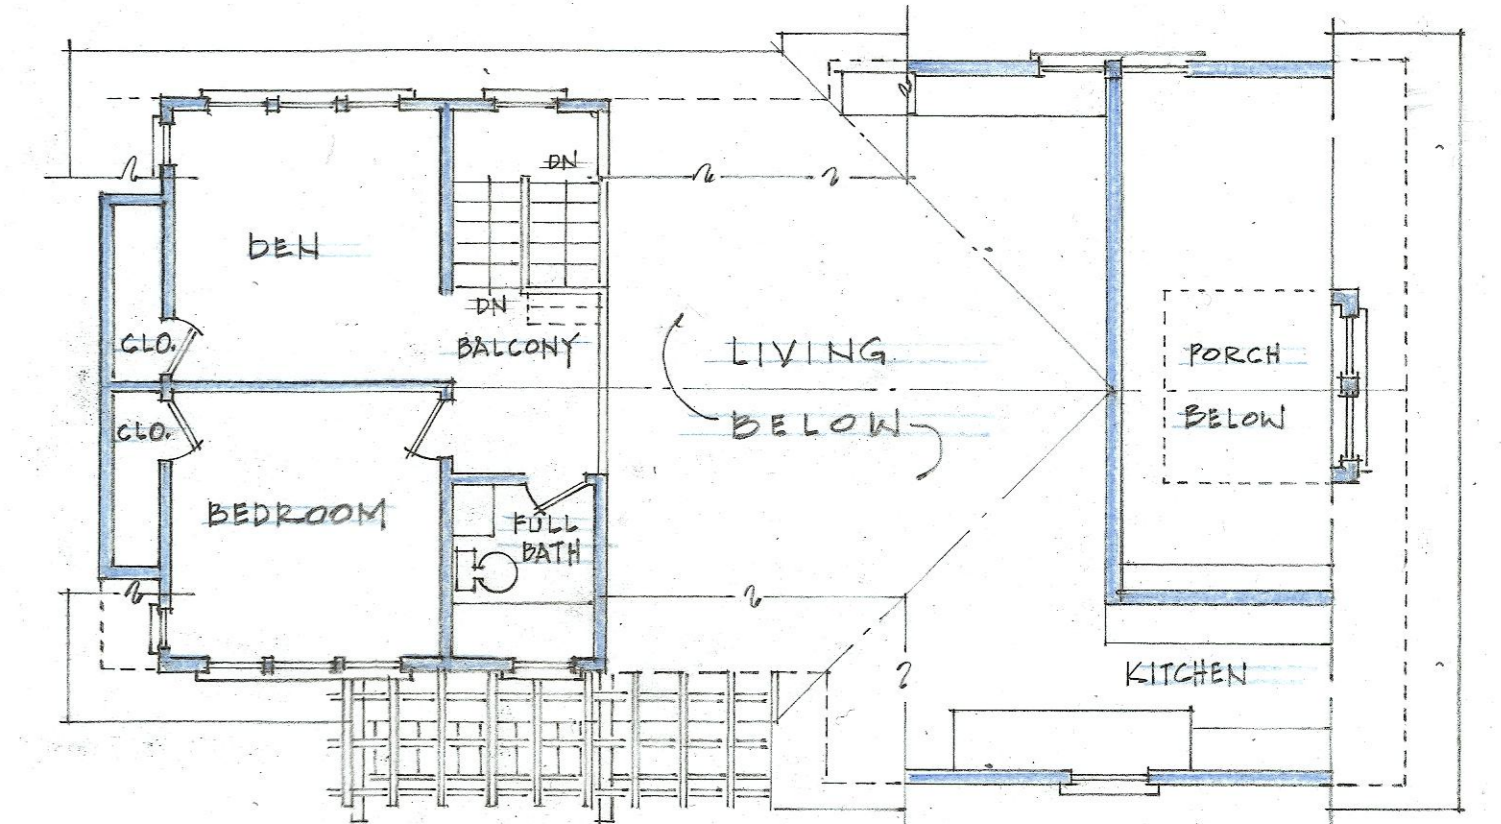 DN
DEN
DN
CLO.
BALCONY
LIVING
BELOW
PORCH
BELOW
CLO.
BEDROOM
FULL
BATH
KITCHEN